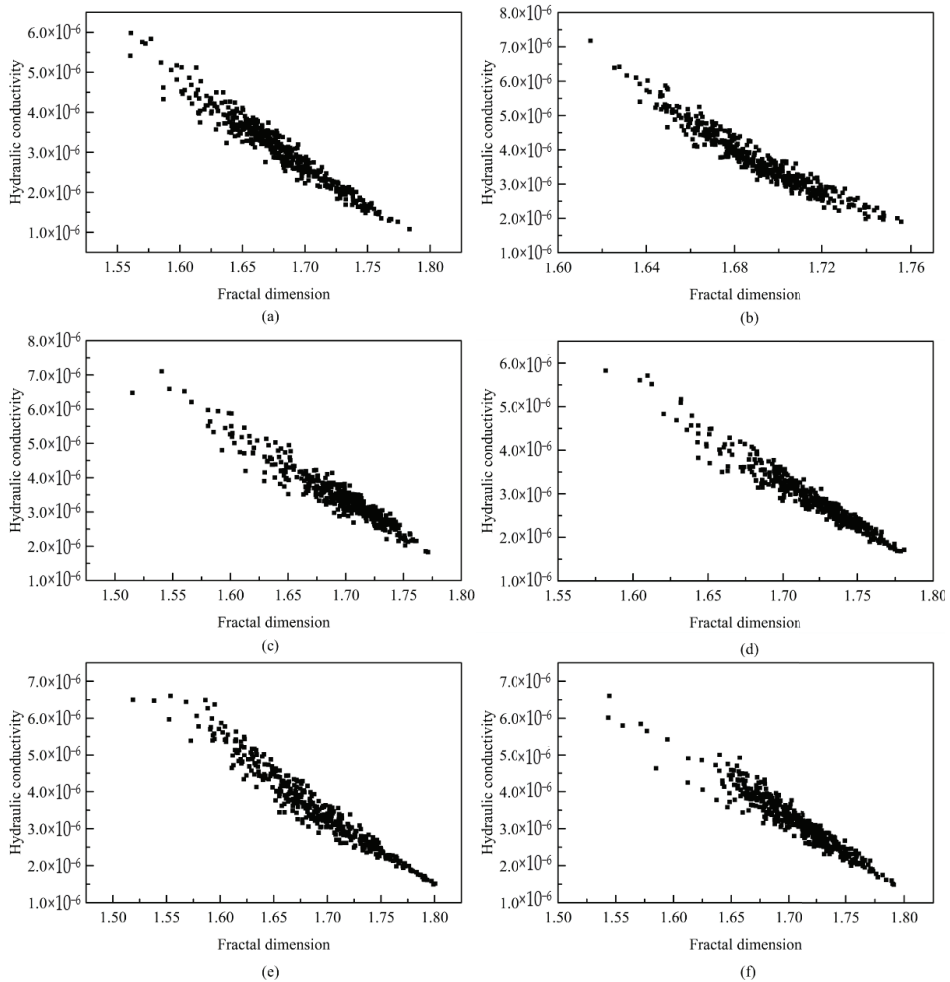 Hydraulic conductivity
6.0×10⁻⁶
5.0×10⁻⁶
4.0×10⁻⁶
3.0×10⁻⁶
2.0×10⁻⁶
1.0×10⁻⁶
1.55 1.60 1.65 1.70 1.75 1.80
Fractal dimension
(a)
Hydraulic conductivity
8.0×10⁻⁶
7.0×10⁻⁶
6.0×10⁻⁶
5.0×10⁻⁶
4.0×10⁻⁶
3.0×10⁻⁶
2.0×10⁻⁶
1.0×10⁻⁶
1.60 1.64 1.68 1.72 1.76
Fractal dimension
(b)
Hydraulic conductivity
8.0×10⁻⁶
7.0×10⁻⁶
6.0×10⁻⁶
5.0×10⁻⁶
4.0×10⁻⁶
3.0×10⁻⁶
2.0×10⁻⁶
1.0×10⁻⁶
1.50 1.55 1.60 1.65 1.70 1.75 1.80
Fractal dimension
(c)
Hydraulic conductivity
6.0×10⁻⁶
5.0×10⁻⁶
4.0×10⁻⁶
3.0×10⁻⁶
2.0×10⁻⁶
1.0×10⁻⁶
1.55 1.60 1.65 1.70 1.75 1.80
Fractal dimension
(d)
Hydraulic conductivity
7.0×10⁻⁶
6.0×10⁻⁶
5.0×10⁻⁶
4.0×10⁻⁶
3.0×10⁻⁶
2.0×10⁻⁶
1.0×10⁻⁶
1.50 1.55 1.60 1.65 1.70 1.75 1.80
Fractal dimension
(e)
Hydraulic conductivity
7.0×10⁻⁶
6.0×10⁻⁶
5.0×10⁻⁶
4.0×10⁻⁶
3.0×10⁻⁶
2.0×10⁻⁶
1.0×10⁻⁶
1.50 1.55 1.60 1.65 1.70 1.75 1.80
Fractal dimension
(f)